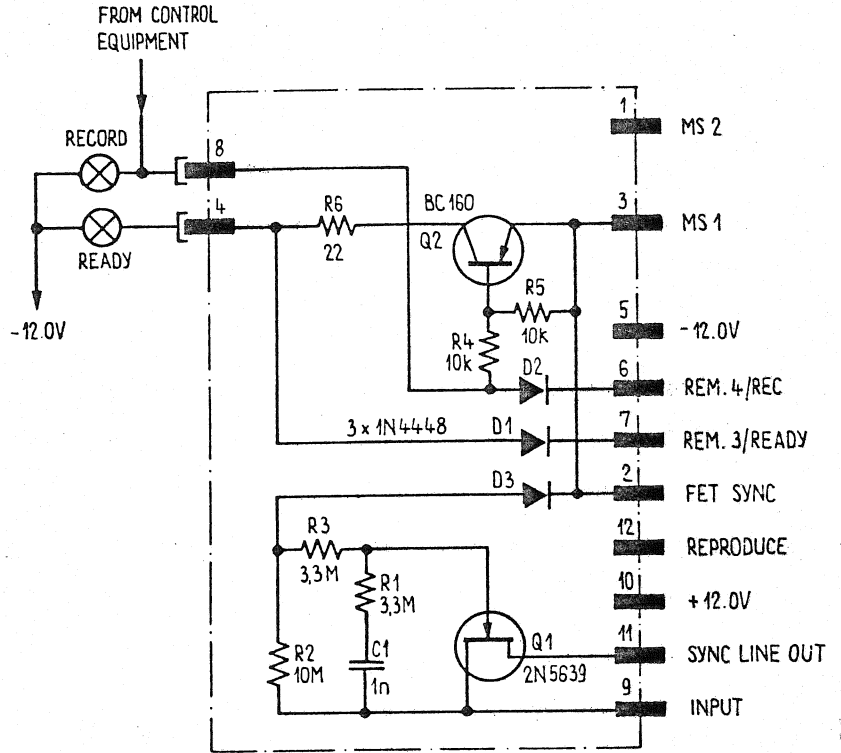 FROM CONTROL
EQUIPMENT
1
MS 2
RECORD
8
R6
BC160
3
MS 1
4
Q2
22
READY
R5
5
-12.0V
-12.0V
R4
10k
10k
D2
6
REM. 4/REC
3 x 1N4448
D1
7
REM. 3/READY
D3
2
FET SYNC
R3
12
REPRODUCE
3,3M
R1
3,3M
10
+12.0V
R2
10M
C1
1n
Q1
11
SYNC LINE OUT
2N5639
9
INPUT